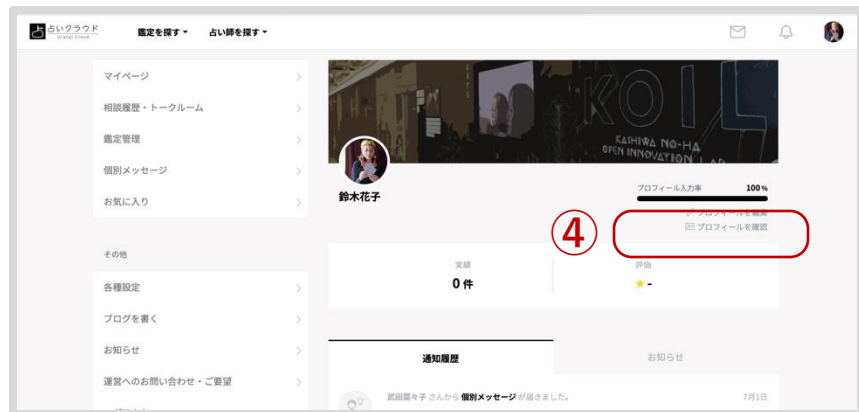 占いクラウド
Uranai Cloud
鑑定を探す
占い師を探す
マイページ
相談履歴・トークルーム
鑑定管理
個別メッセージ
お気に入り
その他
各種設定
ブログを書く
お知らせ
運営へのお問い合わせ・ご要望
KOIL
KASHIWA NO-HA
OPEN INNOVATION LAB
鈴木花子
プロフィール入力率 100%
プロフィールを編集
プロフィールを確認
④
実績
0 件
評価
★ -
通知履歴
お知らせ
武田菜々子 さんから 個別メッセージ が届きました。
7月1日